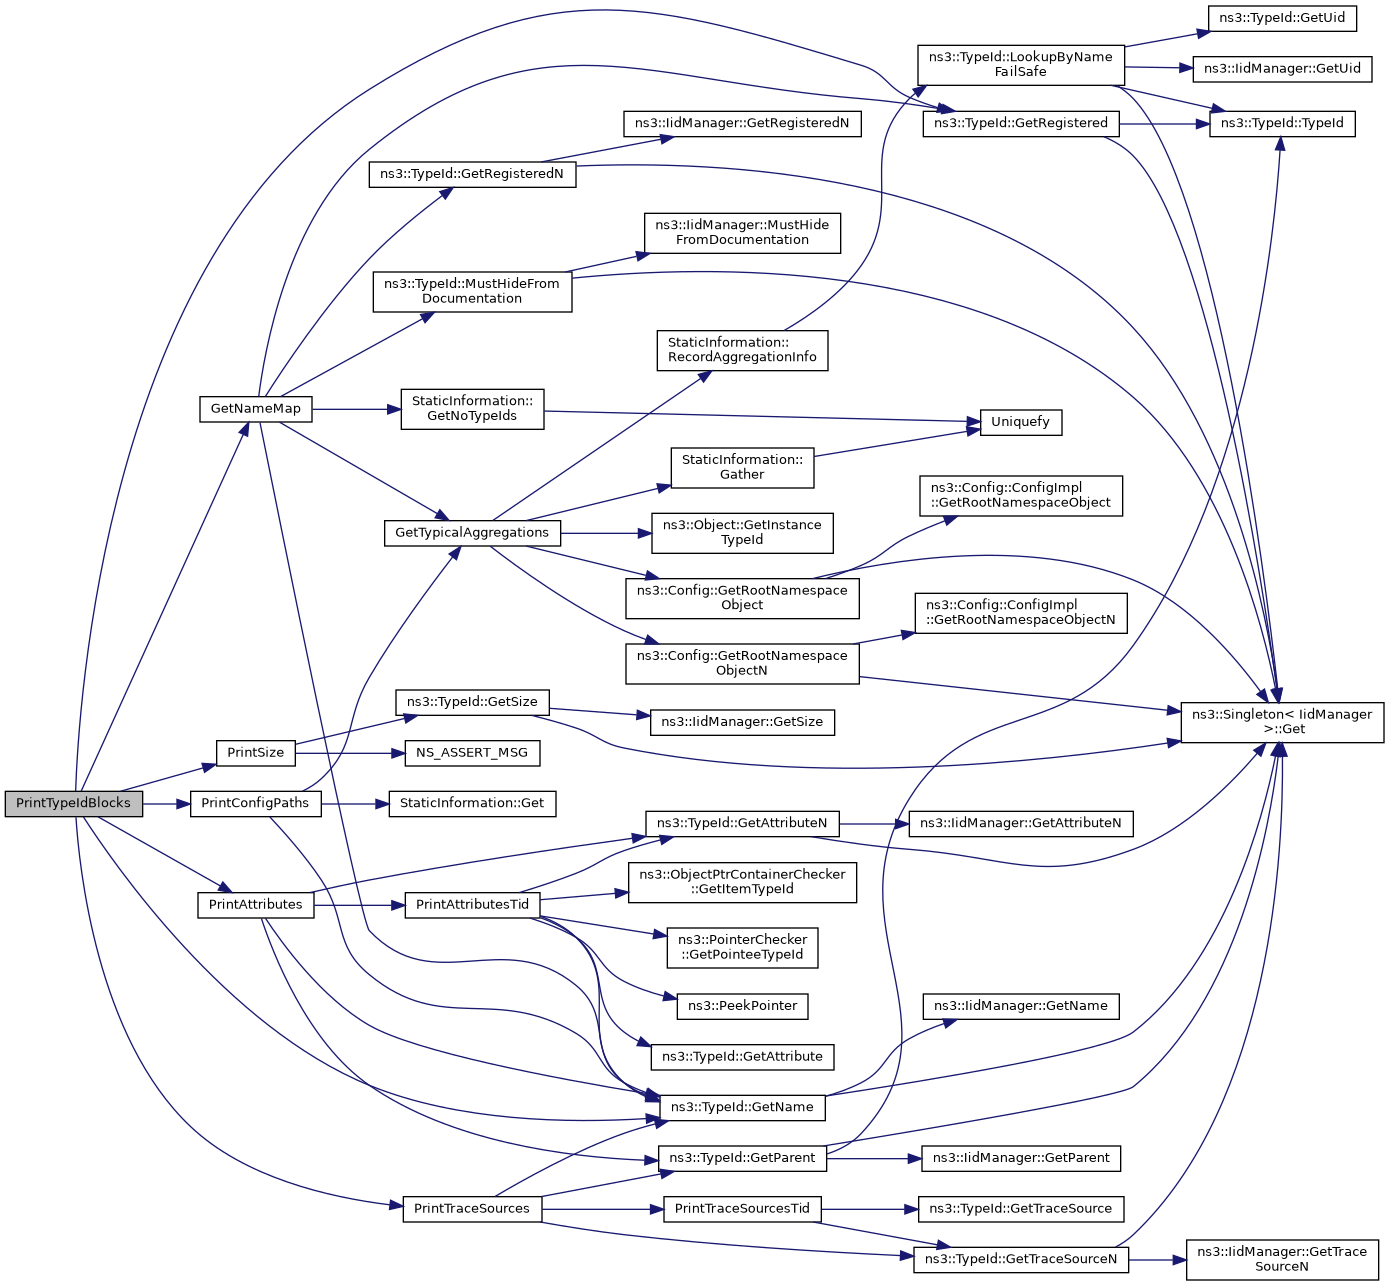 ns3::TypeId::GetUid
ns3::TypeId::LookupByName
FailSafe
ns3::IidManager::GetUid
ns3::IidManager::GetRegisteredN
ns3::TypeId::GetRegistered
ns3::TypeId::TypeId
ns3::TypeId::GetRegisteredN
ns3::IidManager::MustHide
FromDocumentation
ns3::TypeId::MustHideFrom
Documentation
StaticInformation::
RecordAggregationInfo
GetNameMap
StaticInformation::
GetNoTypeIds
Uniquefy
StaticInformation::
Gather
ns3::Config::ConfigImpl
::GetRootNamespaceObject
GetTypicalAggregations
ns3::Object::GetInstance
TypeId
ns3::Config::GetRootNamespace
Object
ns3::Config::ConfigImpl
::GetRootNamespaceObjectN
ns3::Config::GetRootNamespace
ObjectN
ns3::TypeId::GetSize
ns3::IidManager::GetSize
ns3::Singleton< IidManager
>::Get
PrintSize
NS_ASSERT_MSG
PrintTypeIdBlocks
PrintConfigPaths
StaticInformation::Get
ns3::TypeId::GetAttributeN
ns3::IidManager::GetAttributeN
ns3::ObjectPtrContainerChecker
::GetItemTypeId
PrintAttributes
PrintAttributesTid
ns3::PointerChecker
::GetPointeeTypeId
ns3::PeekPointer
ns3::IidManager::GetName
ns3::TypeId::GetAttribute
ns3::TypeId::GetName
ns3::TypeId::GetParent
ns3::IidManager::GetParent
PrintTraceSources
PrintTraceSourcesTid
ns3::TypeId::GetTraceSource
ns3::TypeId::GetTraceSourceN
ns3::IidManager::GetTrace
SourceN